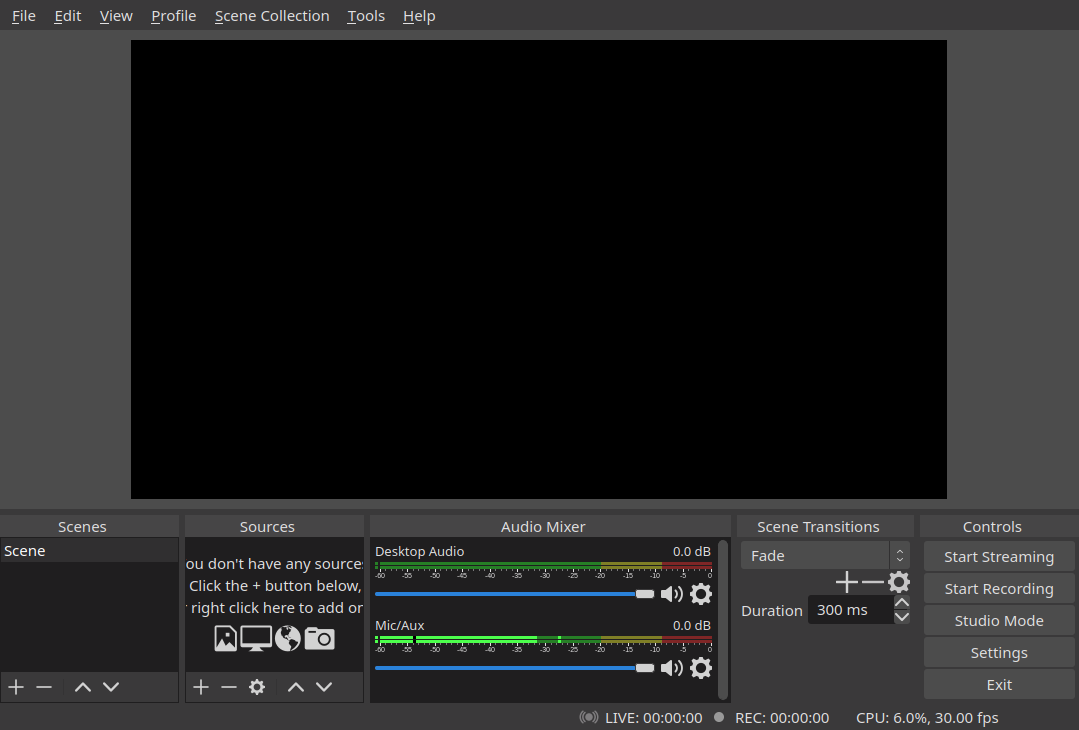 File Edit View Profile Scene Collection Tools Help
Scenes
Scene
Sources
ou don't have any sources
Click the + button below,
right click here to add on
Audio Mixer
Desktop Audio 0.0 dB
-60 -55 -50 -45 -40 -35 -30 -25 -20 -15 -10 -5 0
Mic/Aux 0.0 dB
-60 -55 -50 -45 -40 -35 -30 -25 -20 -15 -10 -5 0
Scene Transitions
Fade
Duration 300 ms
Controls
Start Streaming
Start Recording
Studio Mode
Settings
Exit
LIVE: 00:00:00 REC: 00:00:00 CPU: 6.0%, 30.00 fps